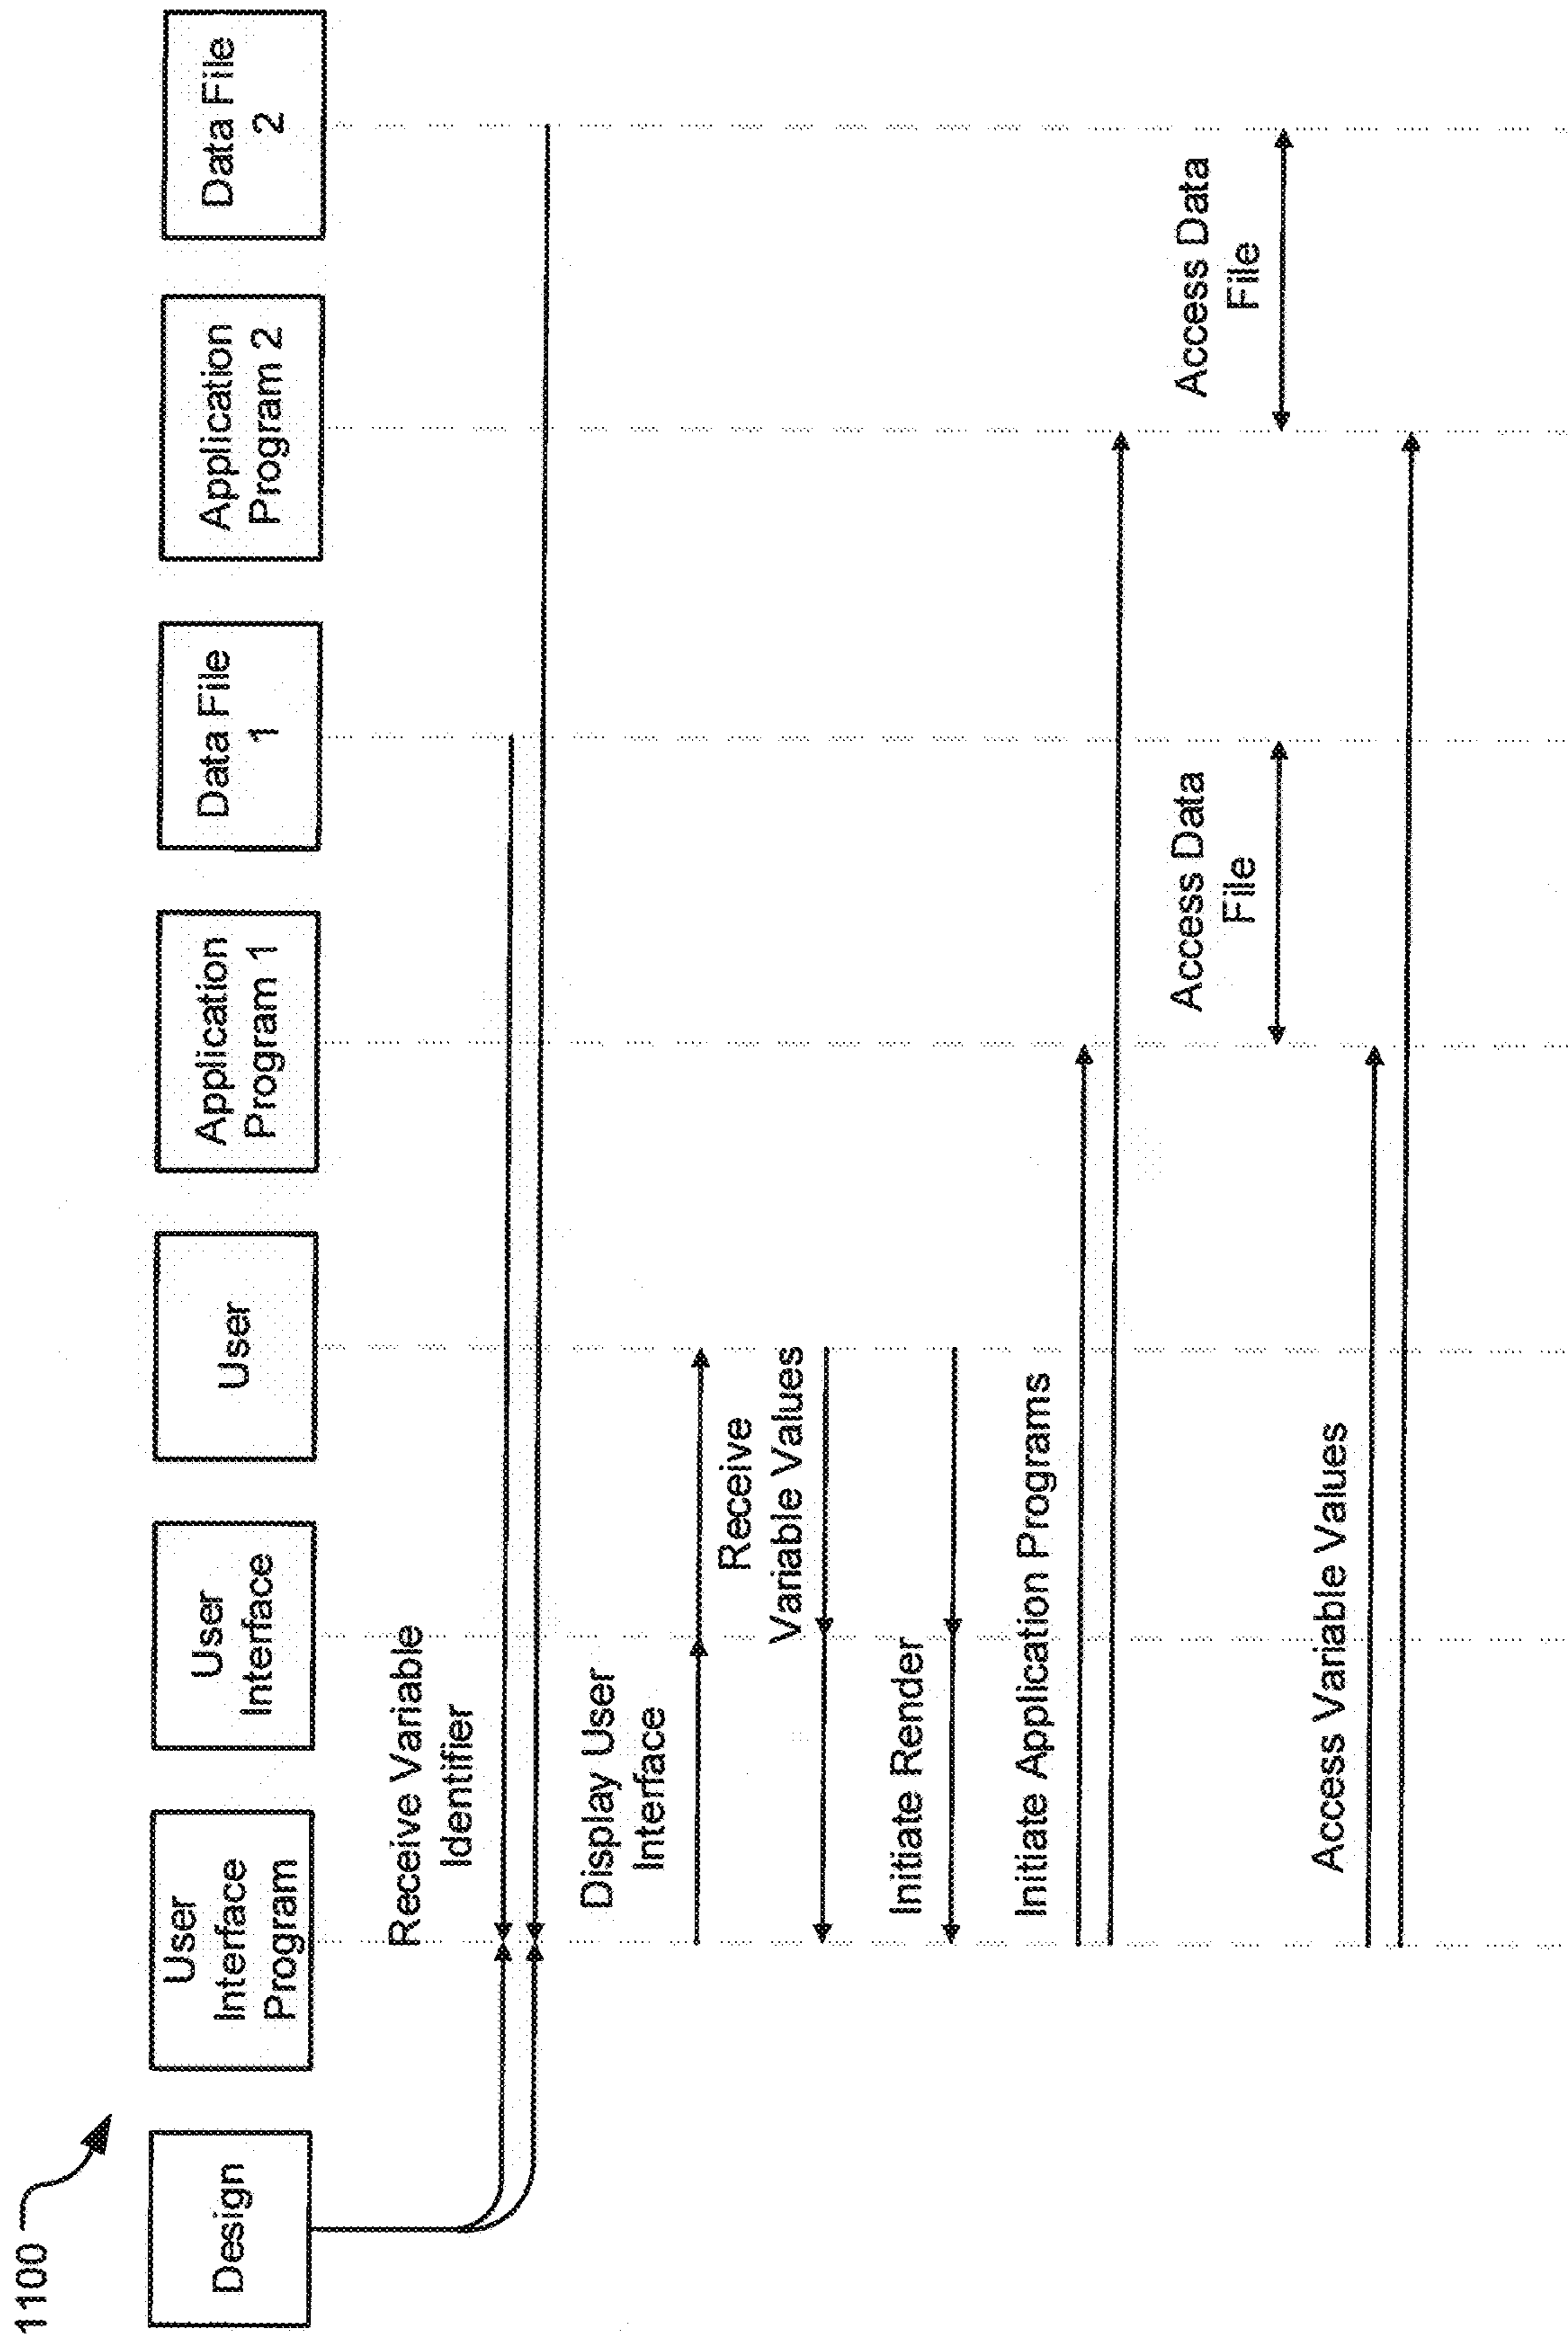 1100
Design
User
Interface
Program
User
Interface
User
Application
Program 1
Data File
1
Application
Program 2
Data File
2
Receive Variable
Identifier
Display User
Interface
Receive
Variable Values
Initiate Render
Initiate Application Programs
Access Data
File
Access Data
File
Access Variable Values